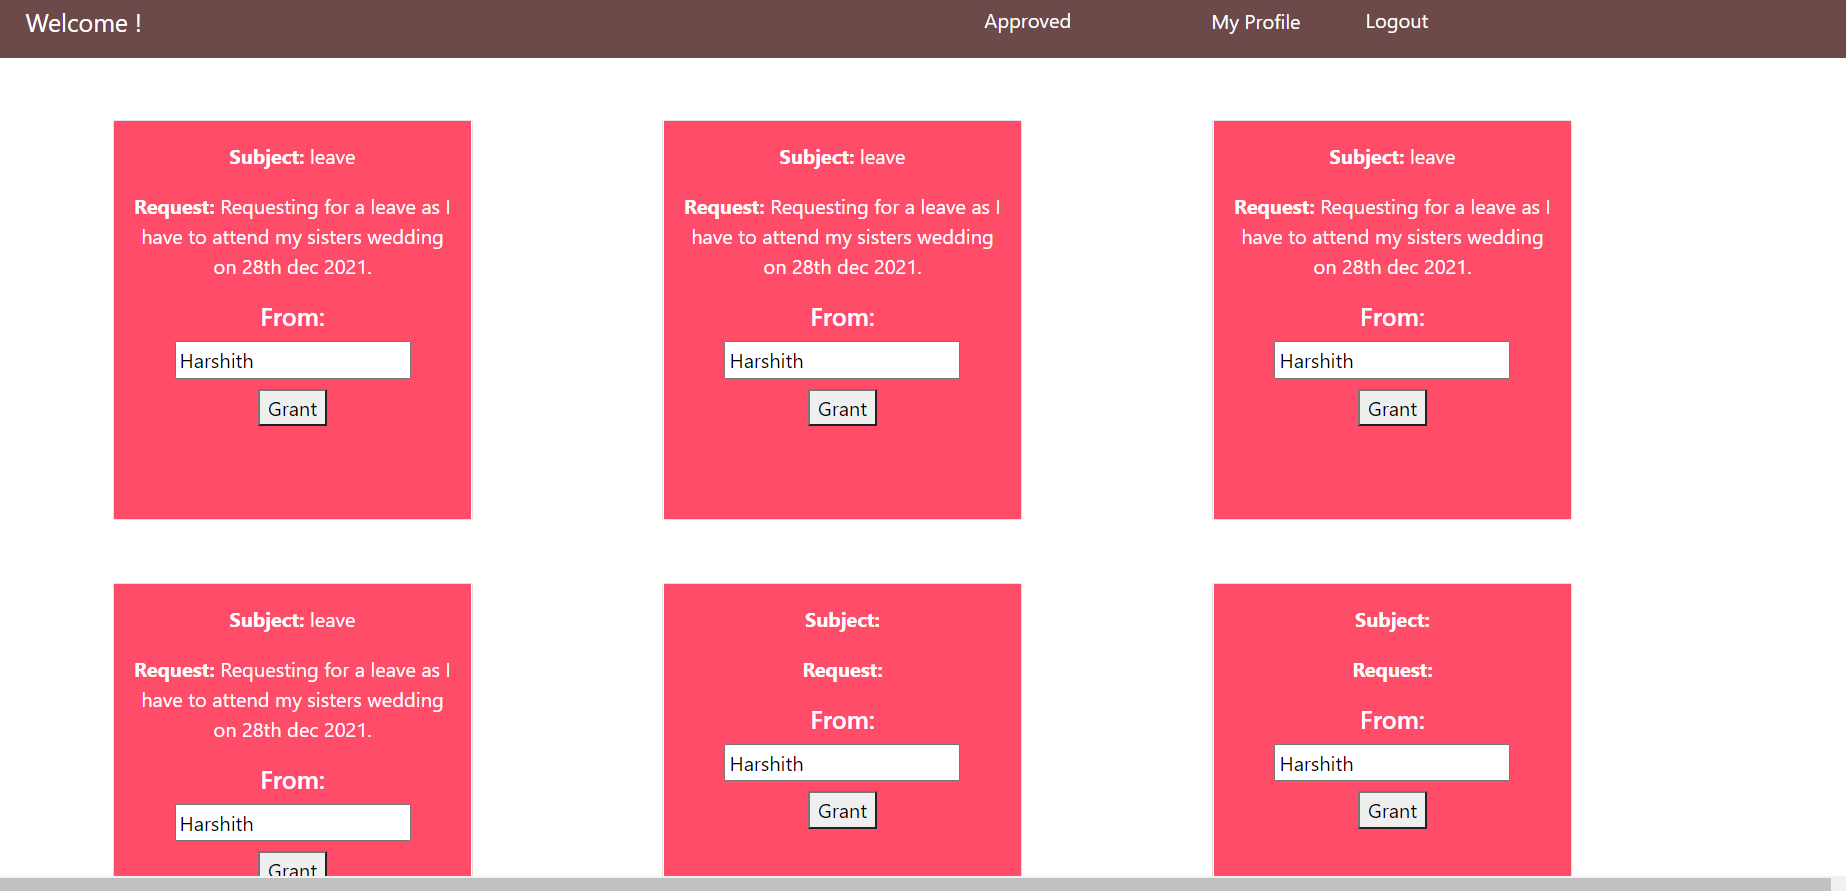 Welcome !
Approved
My Profile
Logout
Subject: leave
Request: Requesting for a leave as I
have to attend my sisters wedding
on 28th dec 2021.
From:
Harshith
Grant
Subject: leave
Request: Requesting for a leave as I
have to attend my sisters wedding
on 28th dec 2021.
From:
Harshith
Grant
Subject: leave
Request: Requesting for a leave as I
have to attend my sisters wedding
on 28th dec 2021.
From:
Harshith
Grant
Subject: leave
Request: Requesting for a leave as I
have to attend my sisters wedding
on 28th dec 2021.
From:
Harshith
Grant
Subject:
Request:
From:
Harshith
Grant
Subject:
Request:
From:
Harshith
Grant